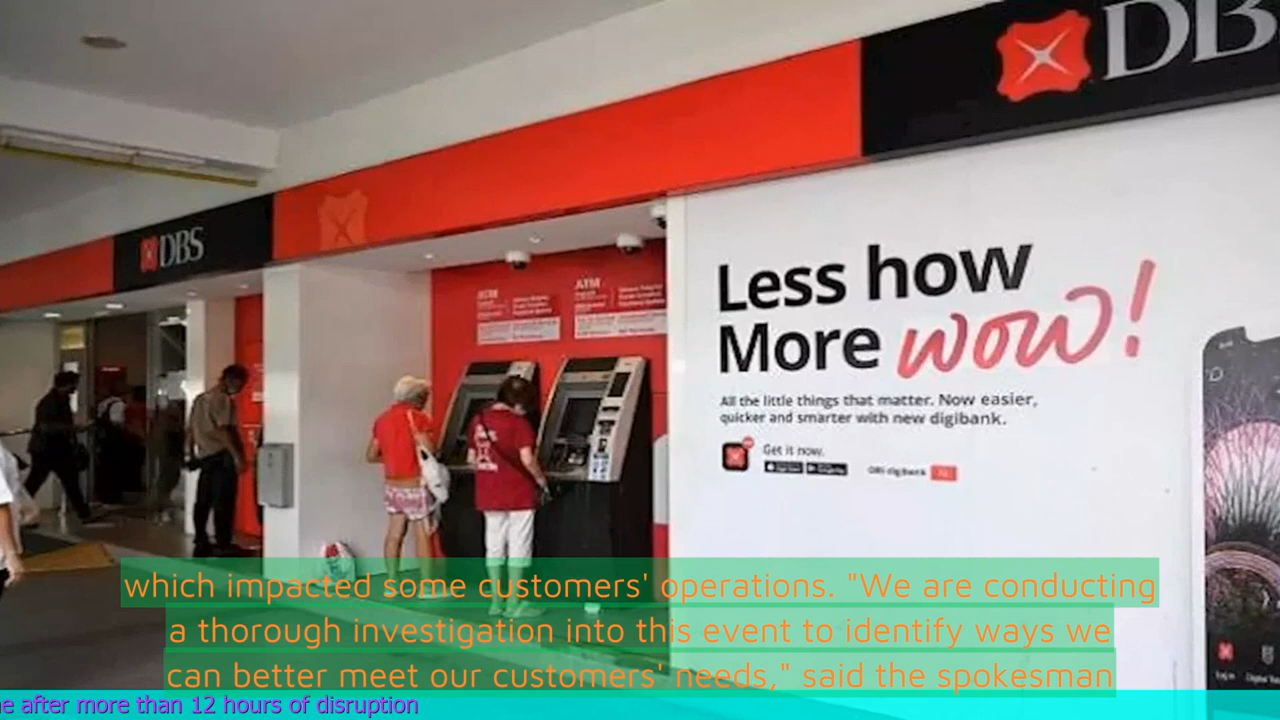 DBS
DBS
ATM
ATM
Less how
More wow!
All the little things that matter. Now easier,
quicker and smarter with new digibank.
Get it now.
DBS digibank
which impacted some customers' operations. "We are conducting
a thorough investigation into this event to identify ways we
can better meet our customers' needs," said the spokesman
e after more than 12 hours of disruption